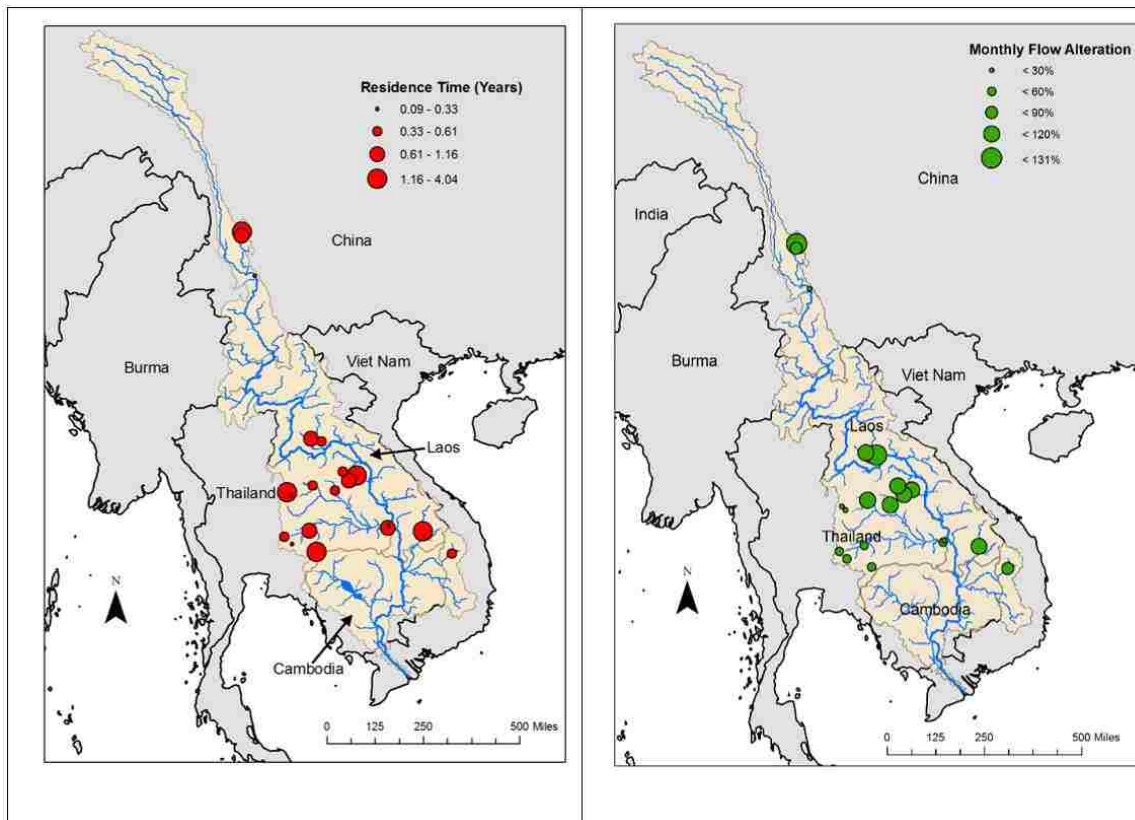 Residence Time (Years)
0.09 - 0.33
0.33 - 0.61
0.61 - 1.16
1.16 - 4.04
China
Burma
Viet Nam
Laos
Thailand
N
Cambodia
0 125 250 500 Miles
Monthly Flow Alteration
< 30%
< 60%
< 90%
< 120%
< 131%
China
India
Burma
Viet Nam
Laos
Thailand
N
Cambodia
0 125 250 500 Miles